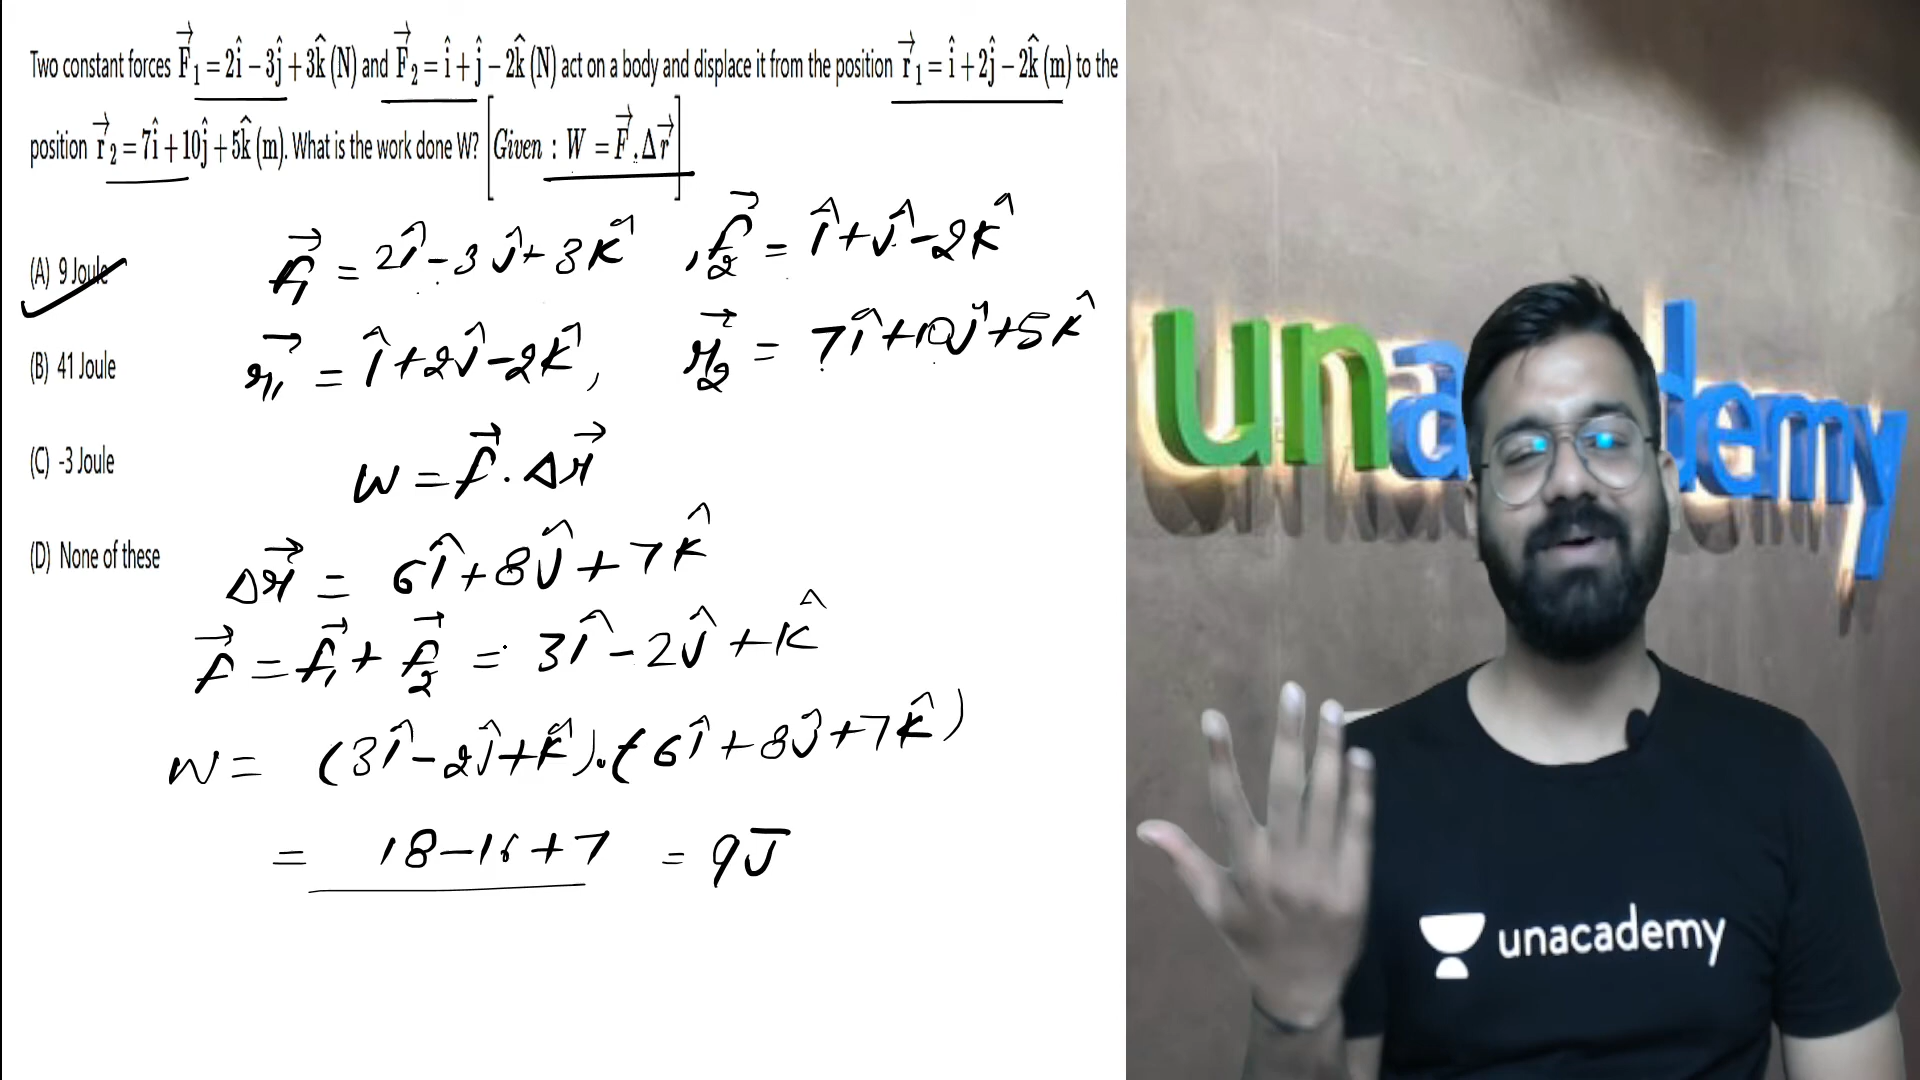 Two constant forces F⃗₁ = 2î − 3ĵ + 3k̂ (N) and F⃗₂ = î + ĵ − 2k̂ (N) act on a body and displace it from the position r⃗₁ = î + 2ĵ − 2k̂ (m) to the
position r⃗₂ = 7î + 10ĵ + 5k̂ (m). What is the work done W? [Given : W = F⃗ . Δr⃗]
(A) 9 Joule
(B) 41 Joule
(C) -3 Joule
(D) None of these
f⃗₁ = 2î − 3ĵ + 3k̂ , f⃗₂ = î + ĵ − 2k̂
r⃗₁ = î + 2ĵ − 2k̂ , r⃗₂ = 7î + 10ĵ + 5k̂
W = f⃗ . Δr⃗
Δr⃗ = 6î + 8ĵ + 7k̂
f⃗ = f⃗₁ + f⃗₂ = 3î − 2ĵ + k̂
W = (3î − 2ĵ + k̂) . (6î + 8ĵ + 7k̂)
= 18 − 16 + 7 = 9J
unacademy
unacademy